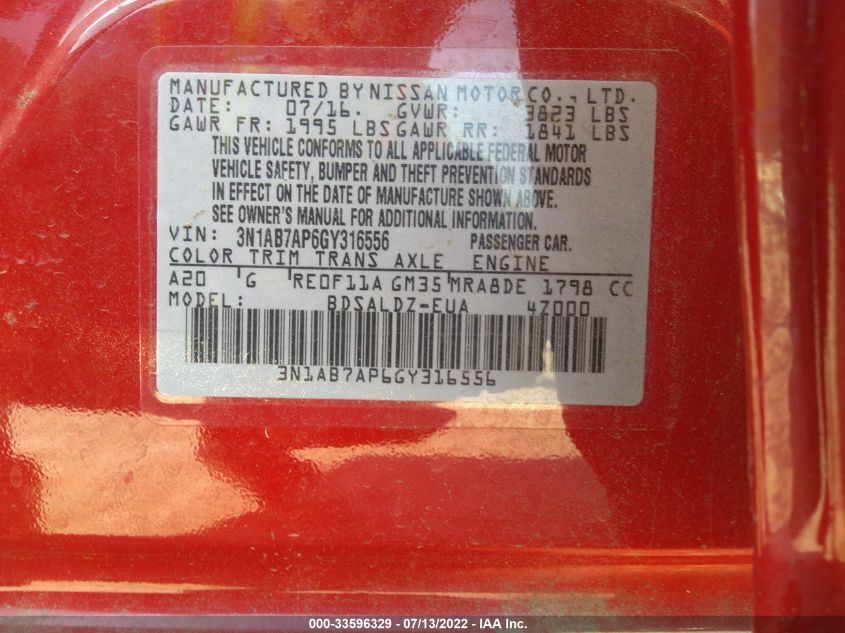 MANUFACTURED BY NISSAN MOTOR CO., LTD.
DATE: 07/16. GVWR: 3823 LBS
GAWR FR: 1995 LBS GAWR RR: 1841 LBS
THIS VEHICLE CONFORMS TO ALL APPLICABLE FEDERAL MOTOR
VEHICLE SAFETY, BUMPER AND THEFT PREVENTION STANDARDS
IN EFFECT ON THE DATE OF MANUFACTURE SHOWN ABOVE.
SEE OWNER'S MANUAL FOR ADDITIONAL INFORMATION.
VIN: 3N1AB7AP6GY316556 PASSENGER CAR.
COLOR TRIM TRANS AXLE ENGINE
A20 G RE0F11A GM35 MRA8DE 1798 CC
MODEL: BDSALDZ-EUA 4Z000
3N1AB7AP6GY316556
000-33596329 - 07/13/2022 - IAA Inc.